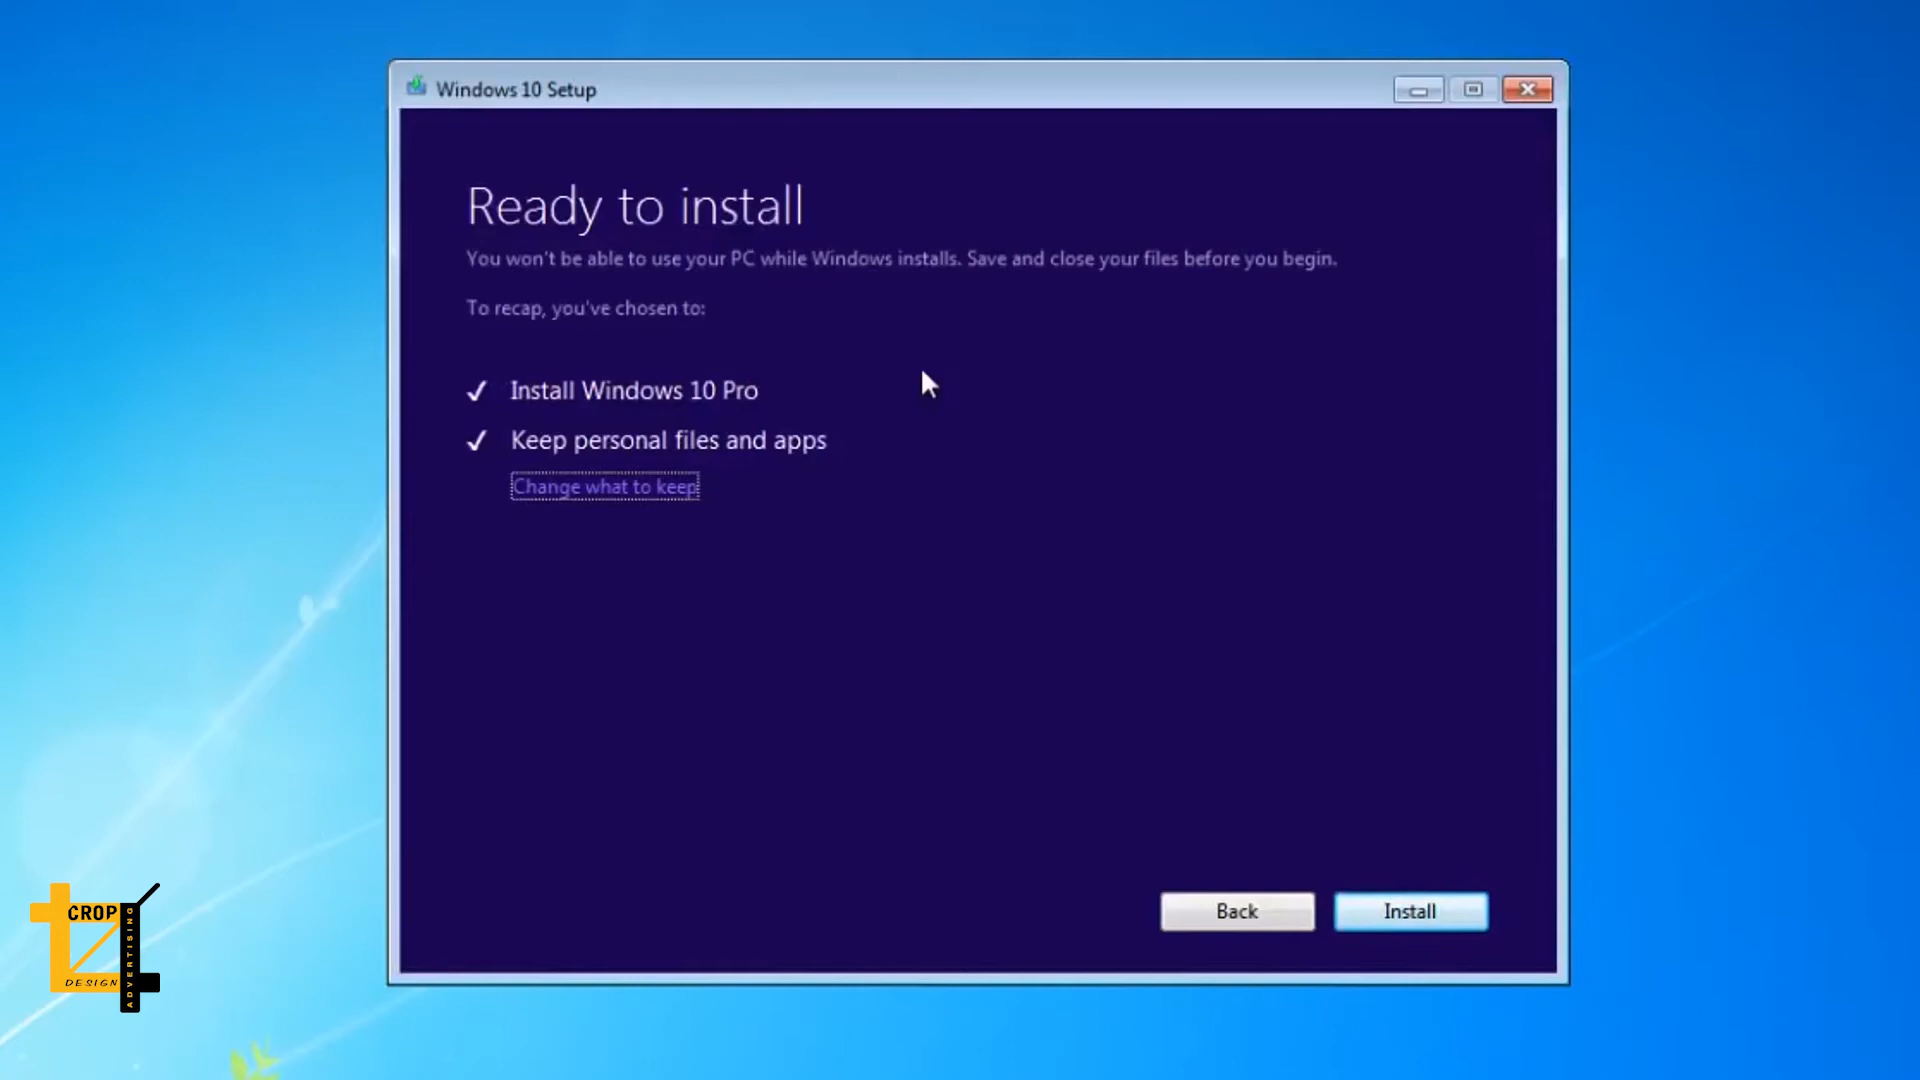 Windows 10 Setup
Ready to install
You won't be able to use your PC while Windows installs. Save and close your files before you begin.
To recap, you've chosen to:
Install Windows 10 Pro
Keep personal files and apps
Change what to keep
Back
Install
CROP
DESIGN
ADVERTISING